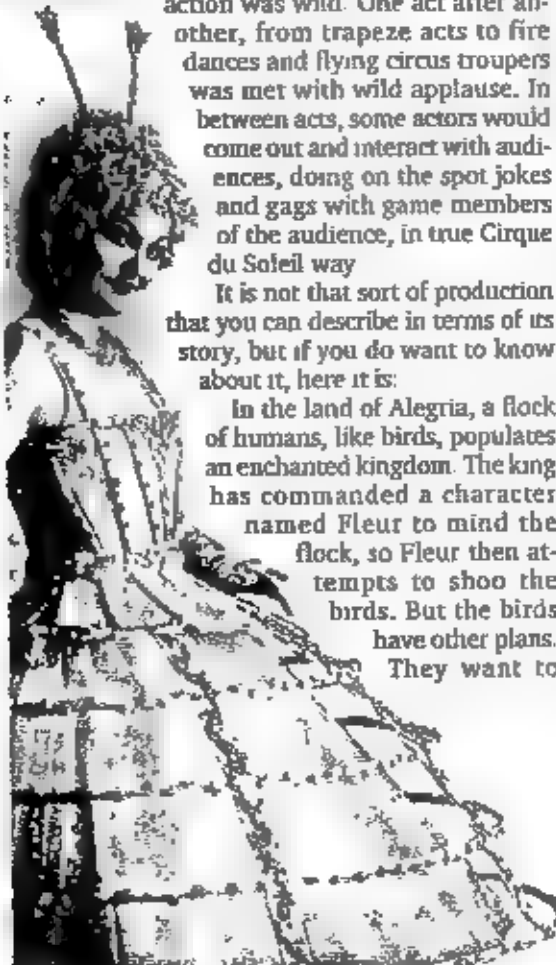 action was wild. One act after an-
other, from trapeze acts to fire
dances and flying circus troupers
was met with wild applause. In
between acts, some actors would
come out and interact with audi-
ences, doing on the spot jokes
and gags with game members
of the audience, in true Cirque
du Soleil way
It is not that sort of production
that you can describe in terms of its
story, but if you do want to know
about it, here it is:
In the land of Alegria, a flock
of humans, like birds, populates
an enchanted kingdom. The king
has commanded a character
named Fleur to mind the
flock, so Fleur then at-
tempts to shoo the
birds. But the birds
have other plans.
They want to